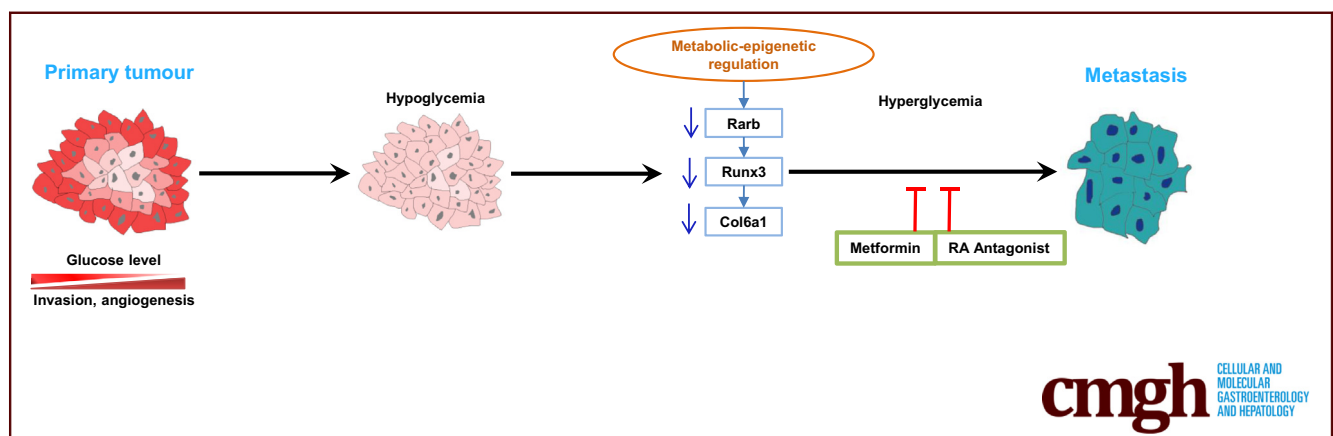 Primary tumour
Glucose level
Invasion, angiogenesis
Hypoglycemia
Metabolic-epigenetic
regulation
Rarb
Runx3
Col6a1
Hyperglycemia
Metformin
RA Antagonist
Metastasis
cmgh
CELLULAR AND
MOLECULAR
GASTROENTEROLOGY
AND HEPATOLOGY